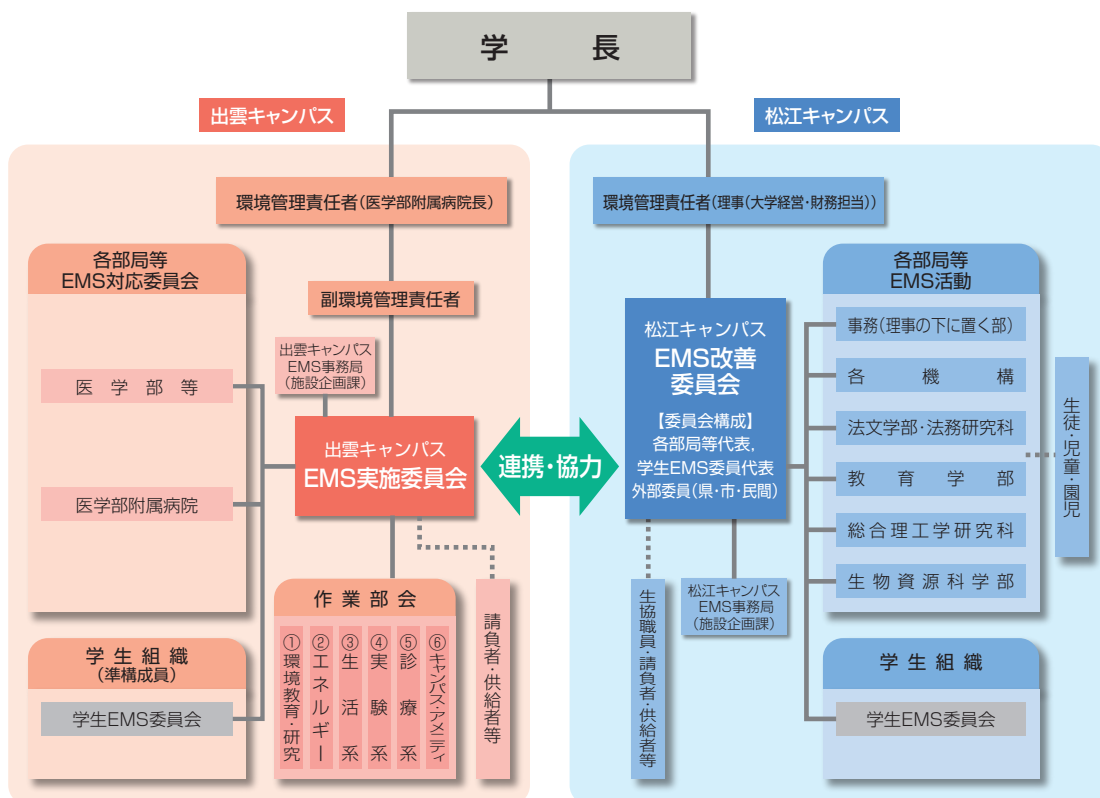 学長
出雲キャンパス
環境管理責任者(医学部附属病院長)
各部局等
EMS対応委員会
医学部等
医学部附属病院
副環境管理責任者
出雲キャンパス
EMS事務局
(施設企画課)
出雲キャンパス
EMS実施委員会
連携・協力
学生組織
(準構成員)
学生EMS委員会
作業部会
①環境教育・研究
②エネルギー
③生活系
④実験系
⑤診療系
⑥キャンパス・アメニティ
請負者・供給者等
松江キャンパス
環境管理責任者(理事(大学経営・財務担当))
松江キャンパス
EMS改善
委員会
【委員会構成】
各部局等代表,
学生EMS委員代表
外部委員(県・市・民間)
生協職員・請負者・供給者等
松江キャンパス
EMS事務局
(施設企画課)
各部局等
EMS活動
事務(理事の下に置く部)
各機構
法文学部・法務研究科
教育学部
総合理工学研究科
生物資源科学部
生徒・児童・園児
学生組織
学生EMS委員会